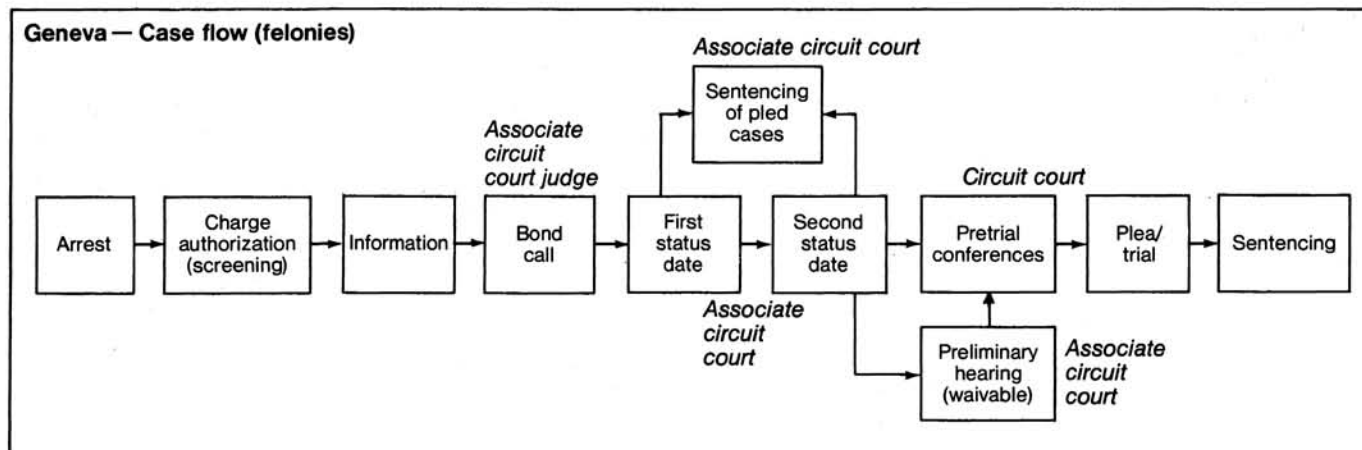 Geneva — Case flow (felonies)
Associate circuit court
Sentencing
of pled
cases
Associate
circuit
court judge
Circuit court
Arrest
Charge
authorization
(screening)
Information
Bond
call
First
status
date
Second
status
date
Pretrial
conferences
Plea/
trial
Sentencing
Associate
circuit
court
Preliminary
hearing
(waivable)
Associate
circuit
court